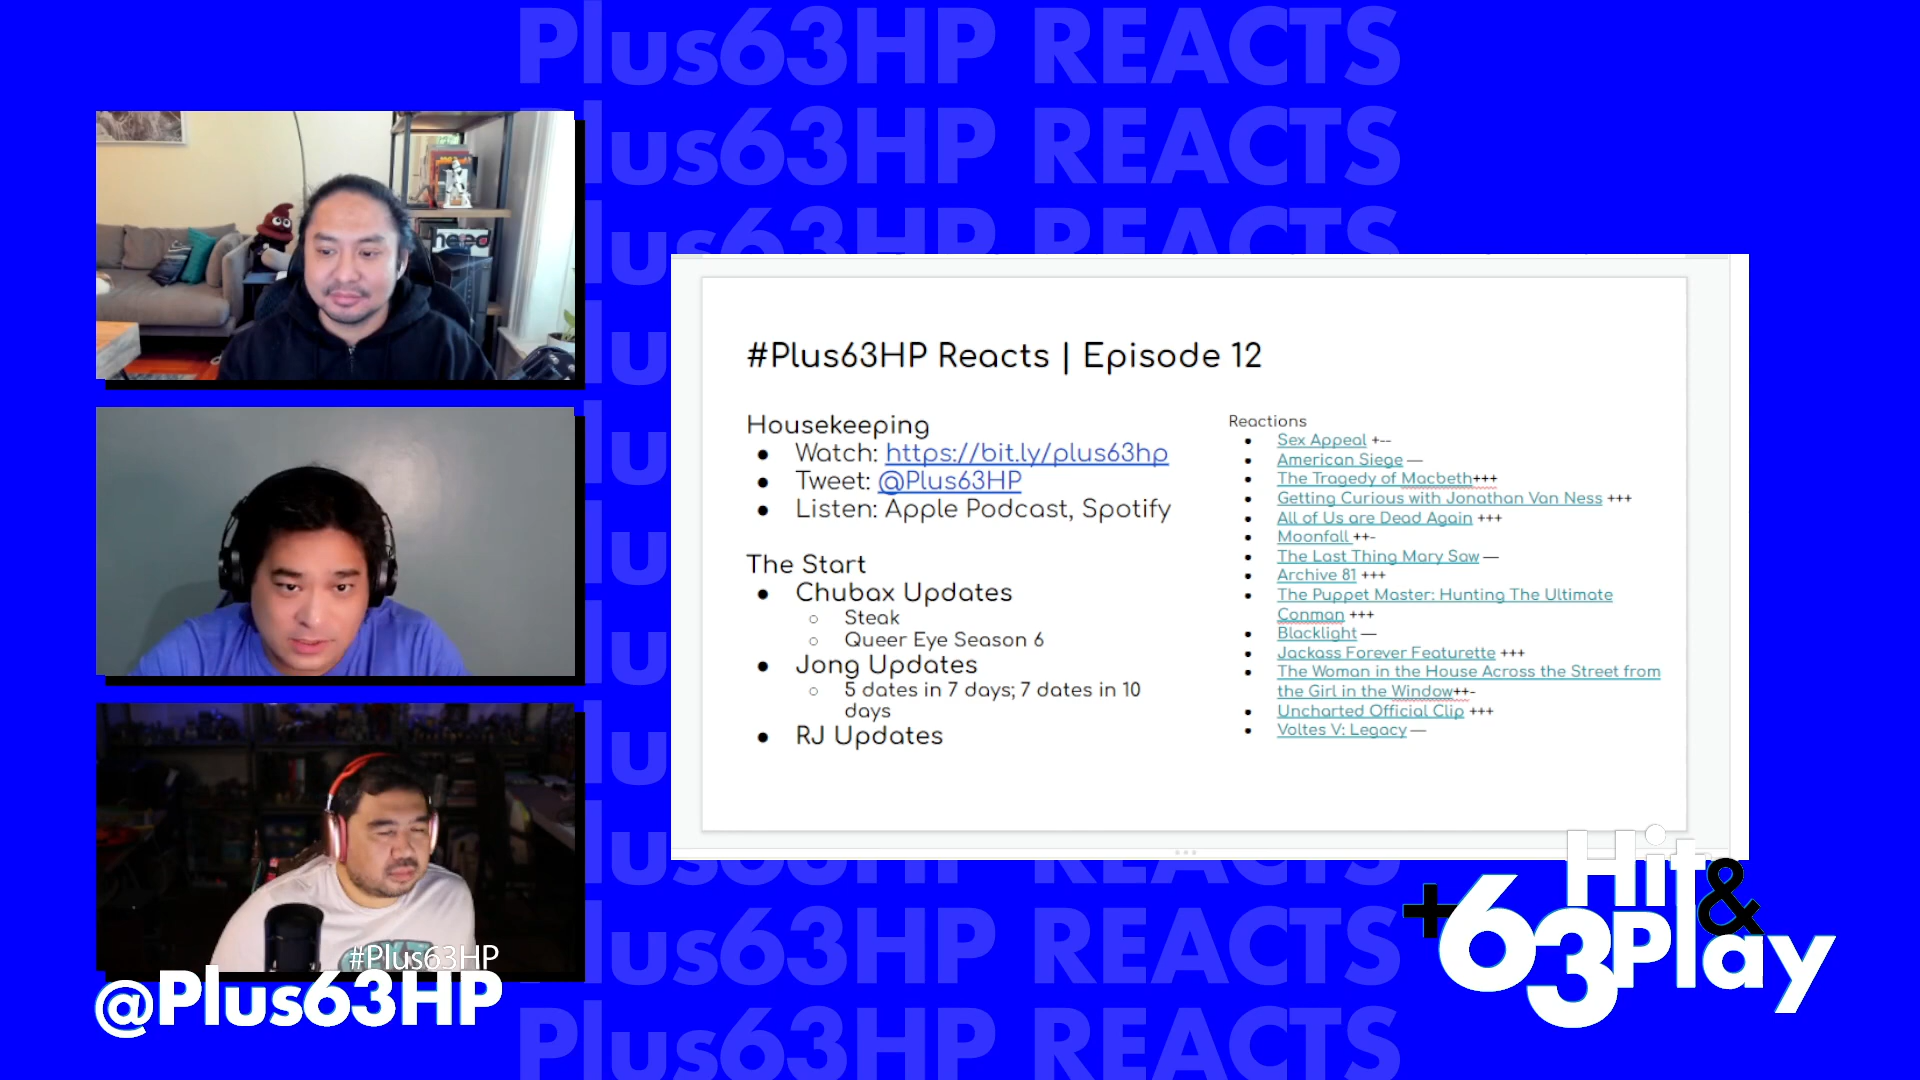 Plus63HP REACTS
Plus63HP REACTS
Plus63HP REACTS
#Plus63HP Reacts | Episode 12
Housekeeping
● Watch: https://bit.ly/plus63hp
● Tweet: @Plus63HP
● Listen: Apple Podcast, Spotify
The Start
● Chubax Updates
○ Steak
○ Queer Eye Season 6
● Jong Updates
○ 5 dates in 7 days; 7 dates in 10
days
● RJ Updates
Reactions
● Sex Appeal +--
● American Siege —
● The Tragedy of Macbeth+++
● Getting Curious with Jonathan Van Ness +++
● All of Us are Dead Again +++
● Moonfall ++-
● The Last Thing Mary Saw —
● Archive 81 +++
● The Puppet Master: Hunting The Ultimate
Conman +++
● Blacklight —
● Jackass Forever Featurette +++
● The Woman in the House Across the Street from
the Girl in the Window++-
● Uncharted Official Clip +++
● Voltes V: Legacy —
#Plus63HP
@Plus63HP
Hit&
+63Play
Plus63HP REACTS
Plus63HP REACTS